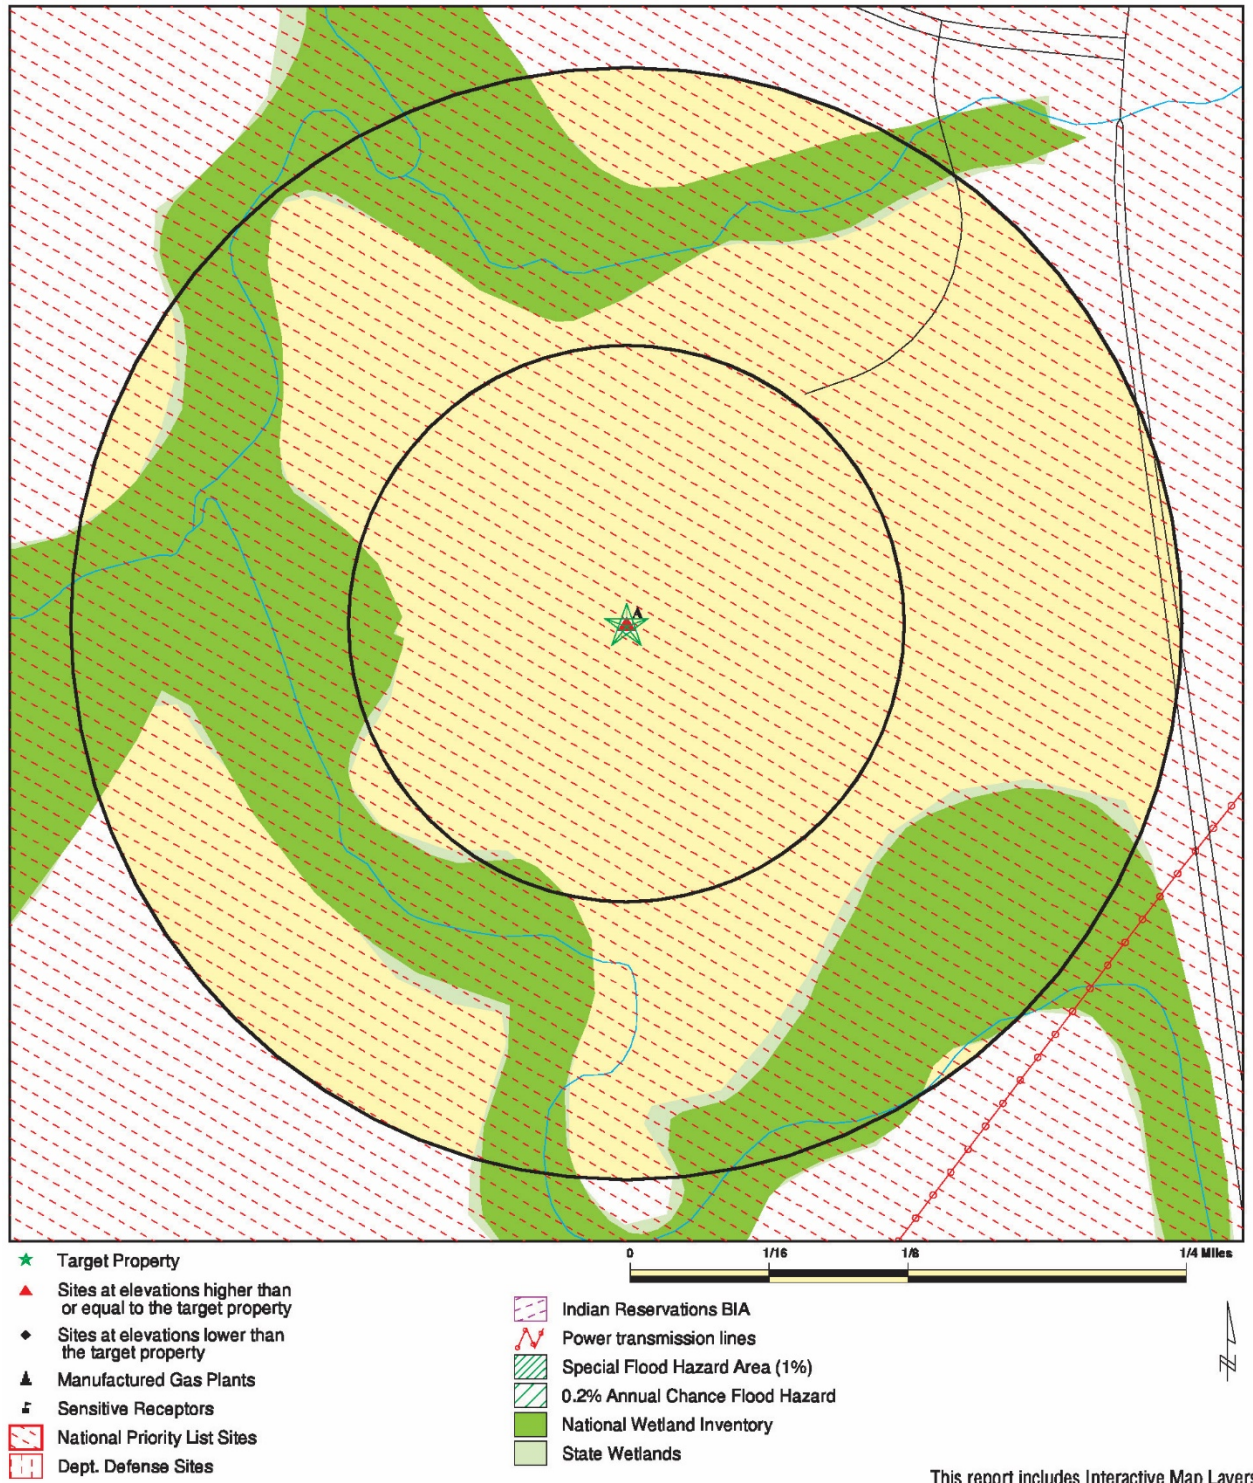 A
0 1/16 1/8 1/4 Miles
Target Property
Sites at elevations higher than
or equal to the target property
Sites at elevations lower than
the target property
Manufactured Gas Plants
Sensitive Receptors
National Priority List Sites
Dept. Defense Sites
Indian Reservations BIA
Power transmission lines
Special Flood Hazard Area (1%)
0.2% Annual Chance Flood Hazard
National Wetland Inventory
State Wetlands
N
This report includes Interactive Map Layers